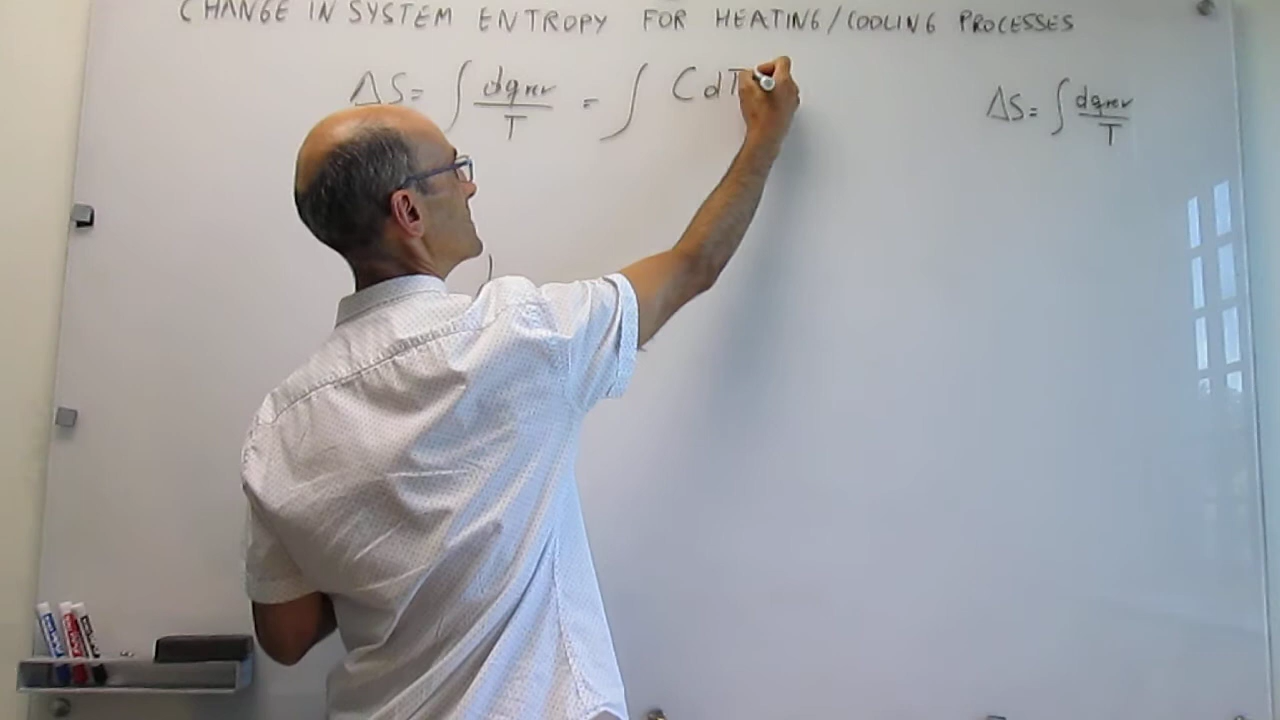 CHANGE IN SYSTEM ENTROPY FOR HEATING/COOLING PROCESSES
ΔS= ∫ dqrev/T = ∫ CdT
ΔS= ∫ dqrev/T